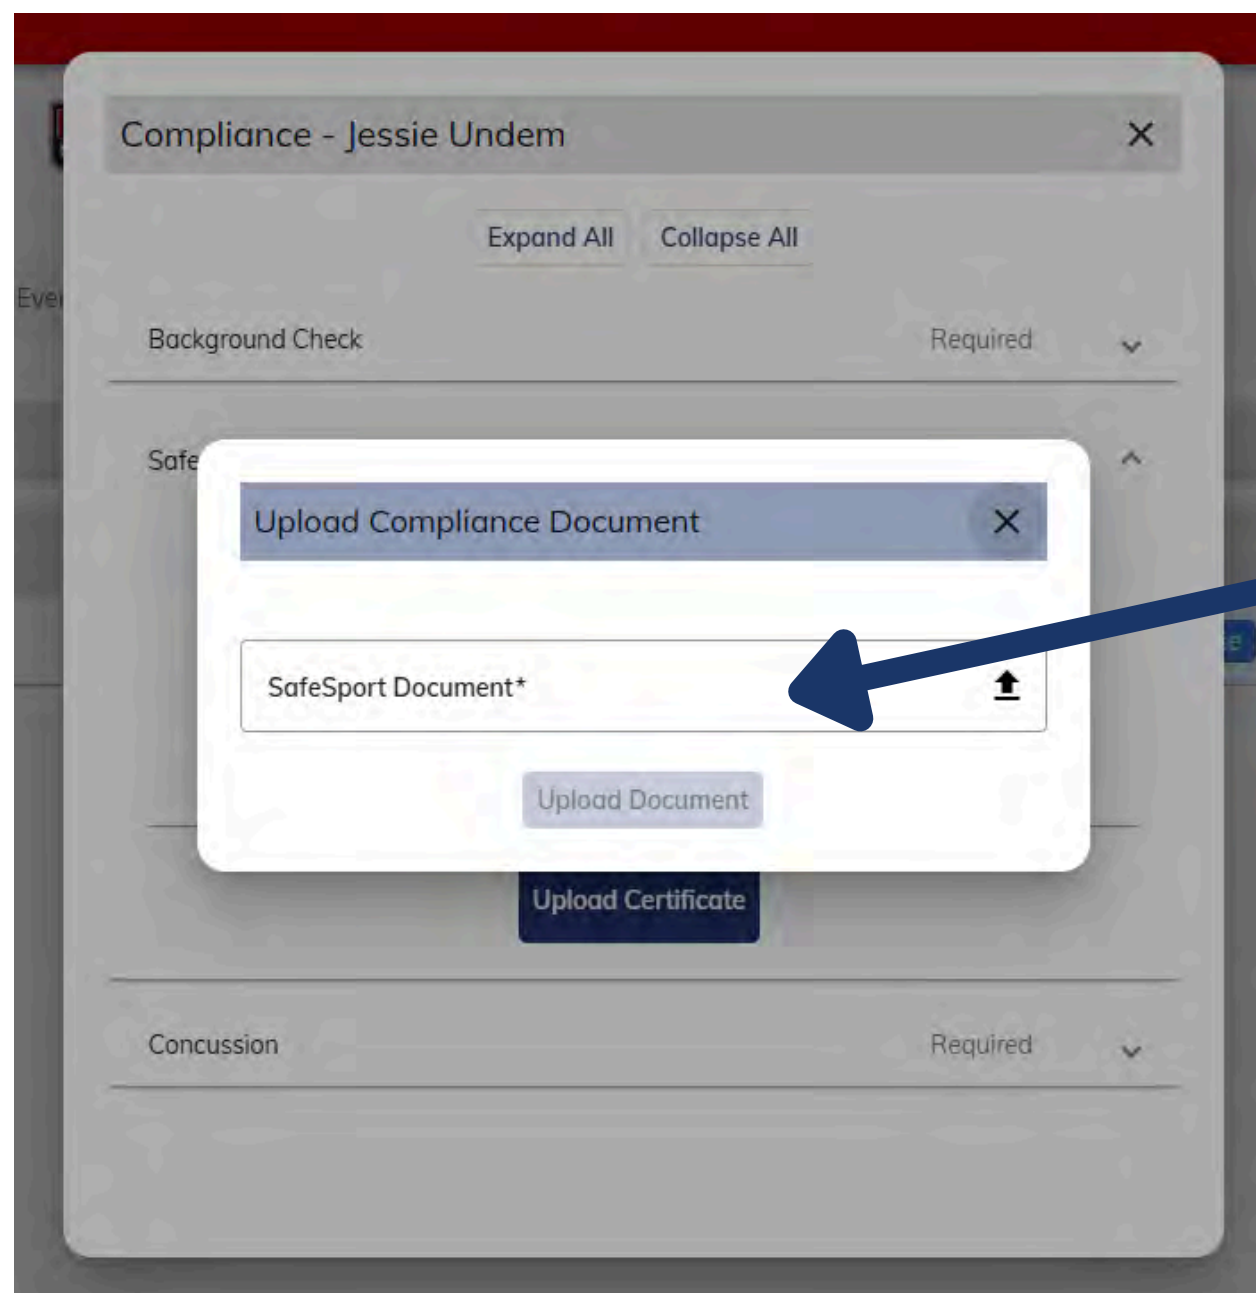 Compliance - Jessie Undem
Expand All Collapse All
Background Check Required
Safe
Upload Compliance Document
SafeSport Document*
Upload Document
Upload Certificate
Concussion Required